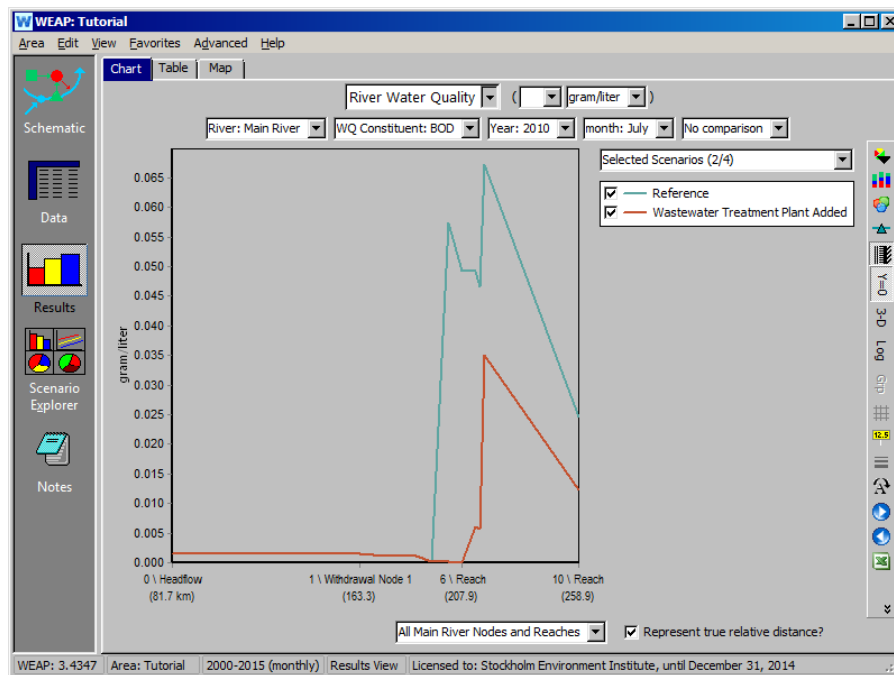 WEAP: Tutorial
Area Edit View Favorites Advanced Help
Chart Table Map
River Water Quality ( gram/liter )
River: Main River WQ Constituent: BOD Year: 2010 month: July No comparison
Schematic
Data
Results
Scenario
Explorer
Notes
Selected Scenarios (2/4)
Reference
Wastewater Treatment Plant Added
gram/liter
0.065
0.060
0.055
0.050
0.045
0.040
0.035
0.030
0.025
0.020
0.015
0.010
0.005
0.000
0 \ Headflow 1 \ Withdrawal Node 1 6 \ Reach 10 \ Reach
(81.7 km) (163.3) (207.9) (258.9)
Y=0
3-D
Log
Grp
12.5
A
All Main River Nodes and Reaches Represent true relative distance?
WEAP: 3.4347 Area: Tutorial 2000-2015 (monthly) Results View Licensed to: Stockholm Environment Institute, until December 31, 2014